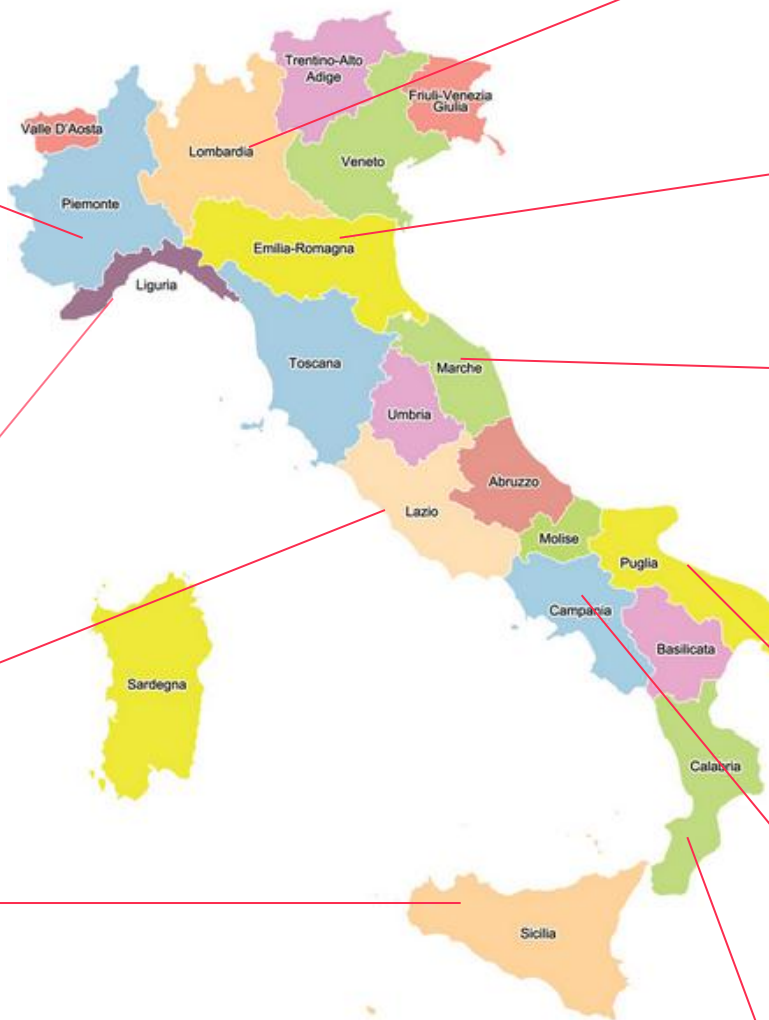 Trentino-Alto
Adige
Friuli-Venezia
Giulia
Valle D'Aosta
Lombardia
Veneto
Piemonte
Emilia-Romagna
Liguria
Toscana
Marche
Umbria
Abruzzo
Lazio
Molise
Puglia
Campania
Basilicata
Sardegna
Calabria
Sicilia